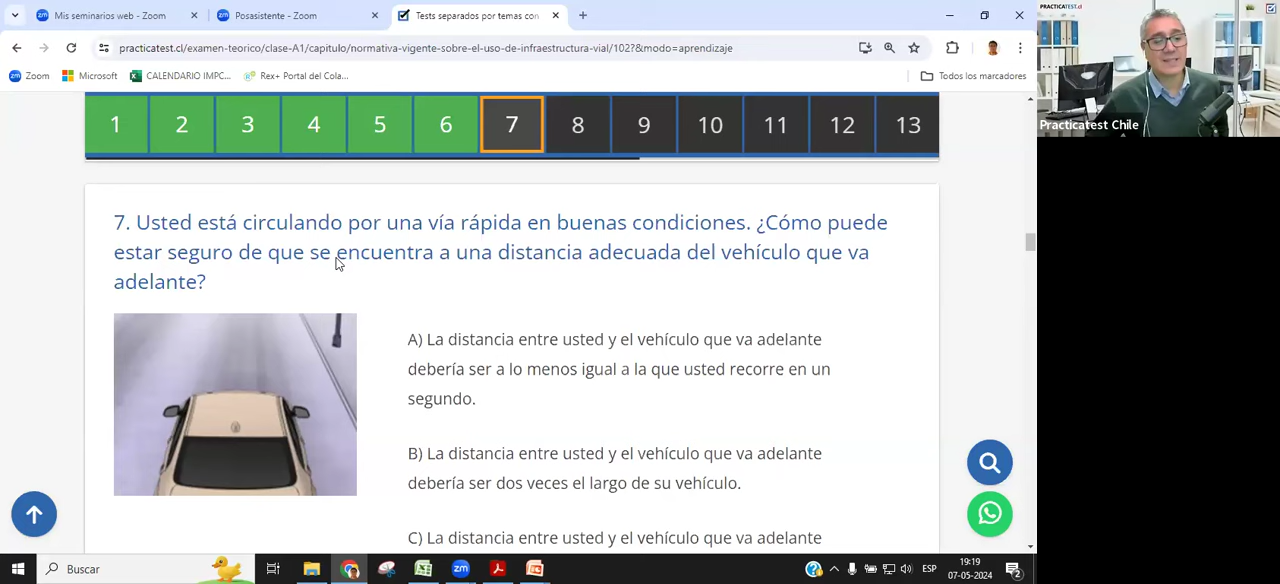 Mis seminarios web - Zoom
Posasistente - Zoom
Tests detallados por temas con
practicatest.cl/examen-teorico/clase-A1/capitulo/normativa-vigente-sobre-el-uso-de-infraestructura-vial/102?&modo=aprendizaje
Zoom
Microsoft
CALENDARIO IMPC...
Rex+ Portal del Cola...
Todos los marcadores
PRACTICATEST.cl
Practicatest Chile
1 2 3 4 5 6 7 8 9 10 11 12 13
7. Usted está circulando por una vía rápida en buenas condiciones. ¿Cómo puede
estar seguro de que se encuentra a una distancia adecuada del vehículo que va
adelante?
A) La distancia entre usted y el vehículo que va adelante
debería ser a lo menos igual a la que usted recorre en un
segundo.
B) La distancia entre usted y el vehículo que va adelante
debería ser dos veces el largo de su vehículo.
C) La distancia entre usted y el vehículo que va adelante
Buscar
ESP
19:19
07-05-2024
2